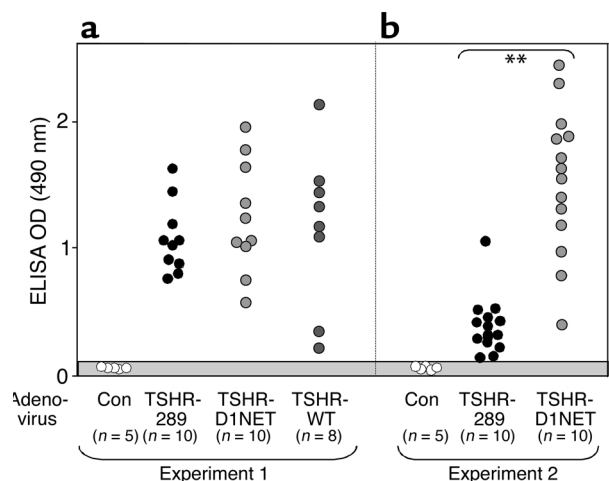 a b
**
ELISA OD (490 nm)
2
1
0
Adeno-
virus
Con TSHR- TSHR- TSHR- Con TSHR- TSHR-
289 D1NET WT 289 D1NET
(n = 5) (n = 10) (n = 10) (n = 8) (n = 5) (n = 10) (n = 10)
Experiment 1 Experiment 2